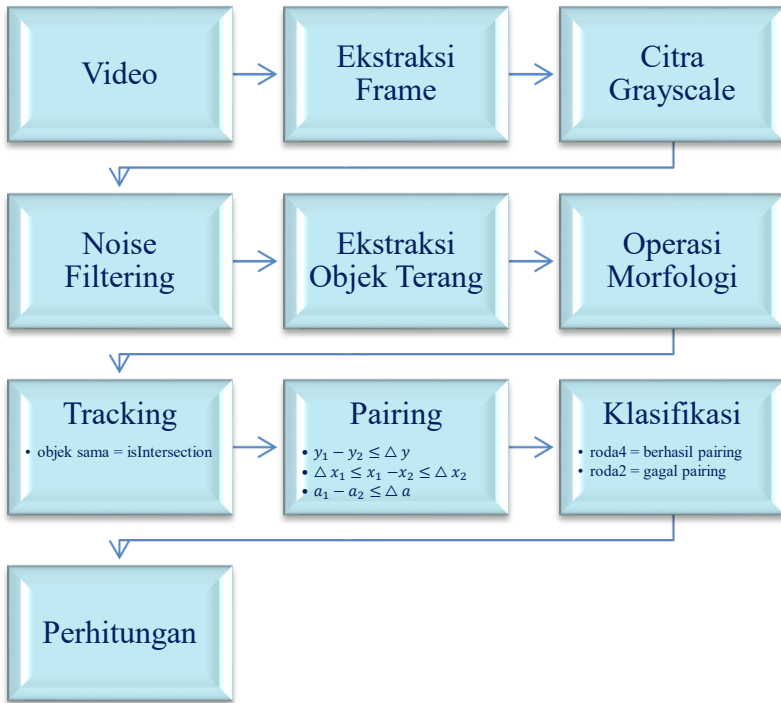 Video
Ekstraksi
Frame
Citra
Grayscale
Noise
Filtering
Ekstraksi
Objek Terang
Operasi
Morfologi
Tracking
• objek sama = isIntersection
Pairing
• 𝑦₁ − 𝑦₂ ≤ △ 𝑦
• △ 𝑥₁ ≤ 𝑥₁ −𝑥₂ ≤ △ 𝑥₂
• 𝑎₁ − 𝑎₂ ≤ △ 𝑎
Klasifikasi
• roda4 = berhasil pairing
• roda2 = gagal pairing
Perhitungan